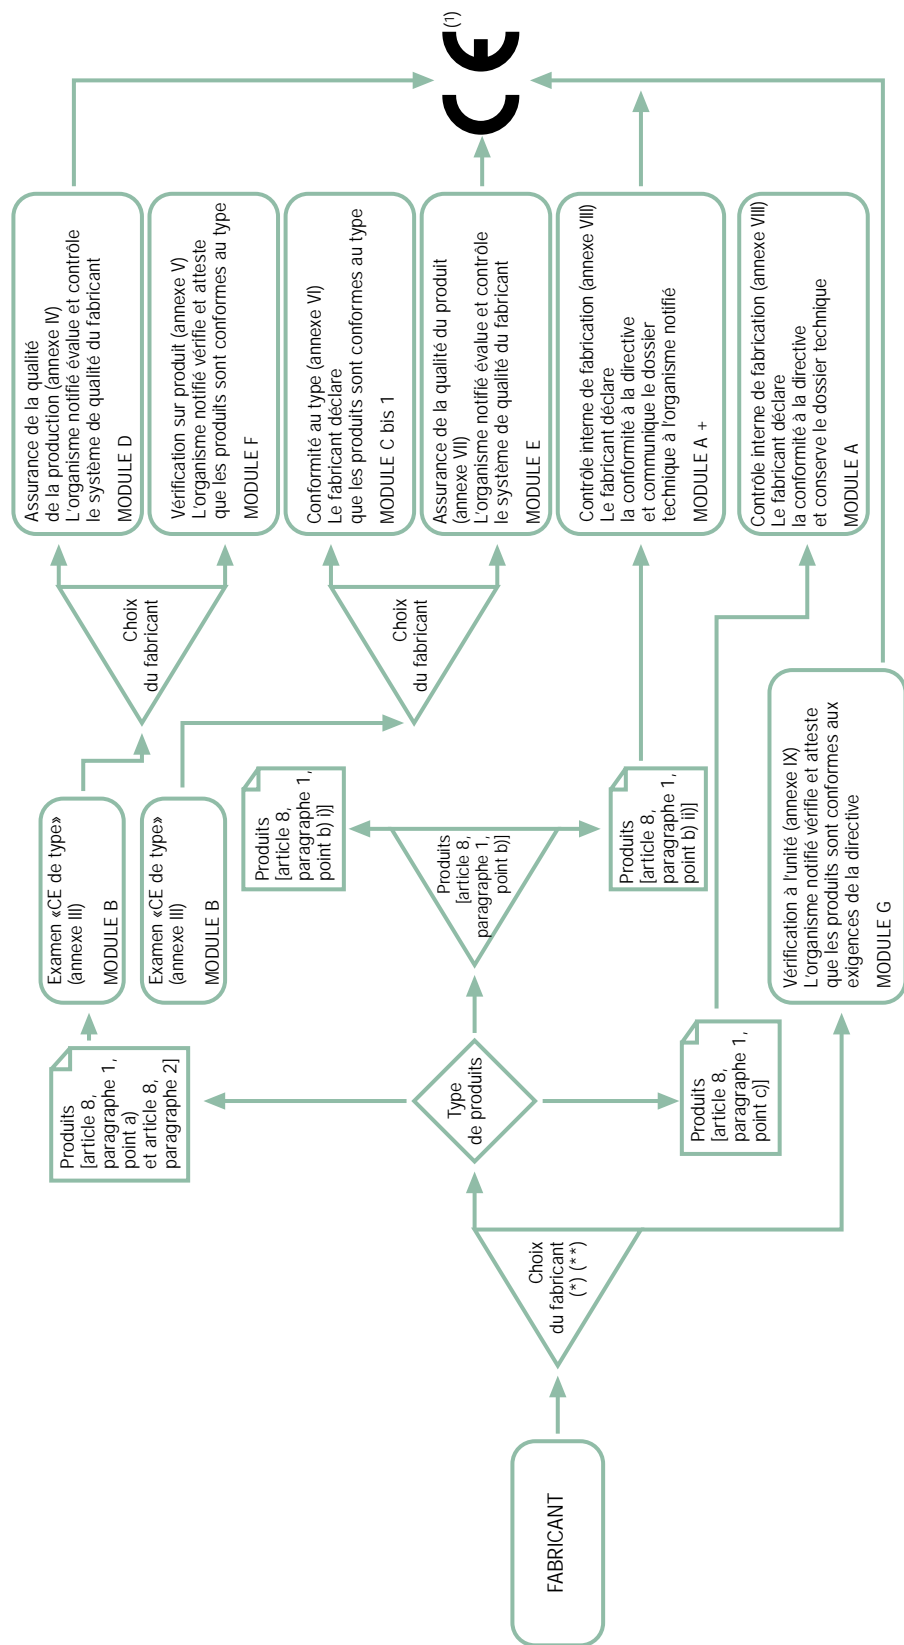 FABRICANT
Choix
du fabricant
(*) (**)
Type
de produits
Produits
[article 8,
paragraphe 1,
point a)
et article 8,
paragraphe 2]
Produits
[article 8,
paragraphe 1,
point b)]
Produits
[article 8,
paragraphe 1,
point c)]
Examen «CE de type»
(annexe III)
MODULE B
Examen «CE de type»
(annexe III)
MODULE B
Produits
[article 8,
paragraphe 1,
point b) i)]
Produits
[article 8,
paragraphe 1,
point b) ii)]
Vérification à l'unité (annexe IX)
L'organisme notifié vérifie et atteste
que les produits sont conformes aux
exigences de la directive
MODULE G
Choix
du fabricant
Choix
du fabricant
Assurance de la qualité
de la production (annexe IV)
L'organisme notifié évalue et contrôle
le système de qualité du fabricant
MODULE D
Vérification sur produit (annexe V)
L'organisme notifié vérifie et atteste
que les produits sont conformes au type
MODULE F
Conformité au type (annexe VI)
Le fabricant déclare
que les produits sont conformes au type
MODULE C bis 1
Assurance de la qualité du produit
(annexe VII)
L'organisme notifié évalue et contrôle
le système de qualité du fabricant
MODULE E
Contrôle interne de fabrication (annexe VIII)
Le fabricant déclare
la conformité à la directive
et communique le dossier
technique à l'organisme notifié
MODULE A +
Contrôle interne de fabrication (annexe VIII)
Le fabricant déclare
la conformité à la directive
et conserve le dossier technique
MODULE A
CE (1)